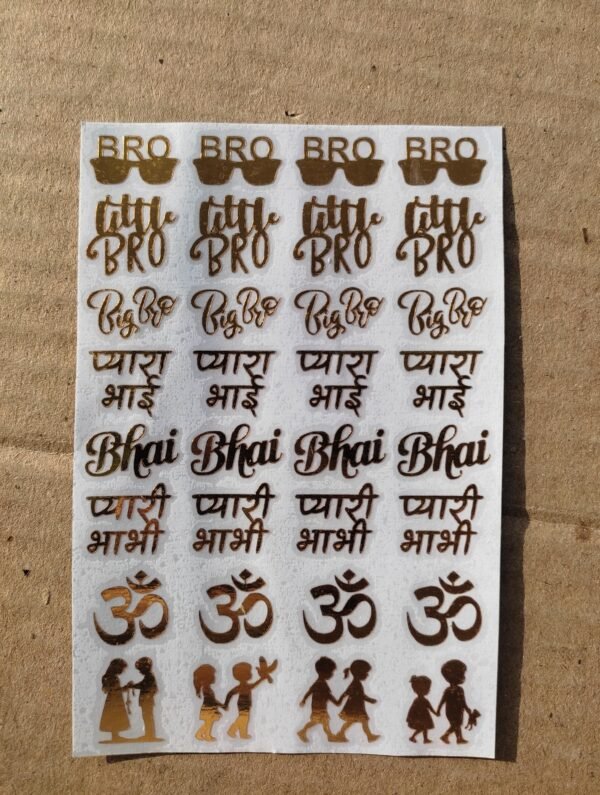 BRO BRO BRO BRO
little little little little
BRO BRO BRO BRO
Big Bro Big Bro Big Bro Big Bro
प्यारा प्यारा प्यारा प्यारा
भाई भाई भाई भाई
Bhai Bhai Bhai Bhai
प्यारी प्यारी प्यारी प्यारी
भाभी भाभी भाभी भाभी
ॐ ॐ ॐ ॐ